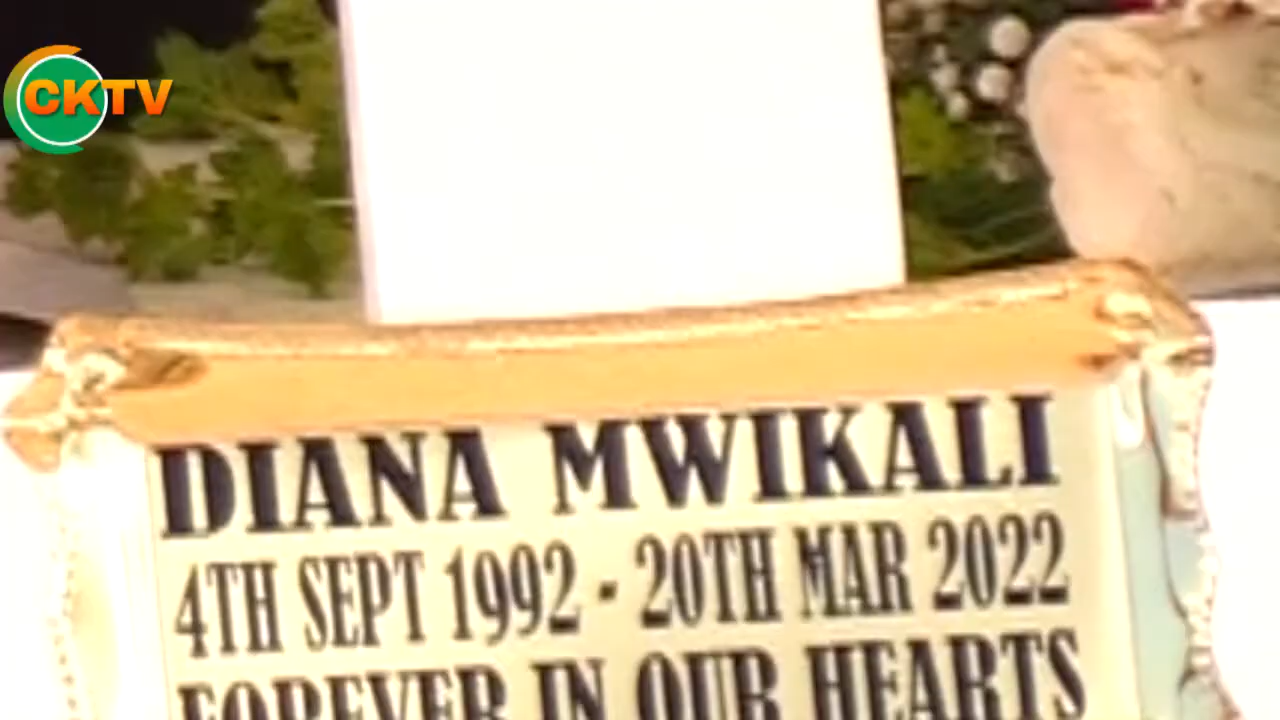 CKTV
DIANA MWIKALI
4TH SEPT 1992 - 20TH MAR 2022
FOREVER IN OUR HEARTS